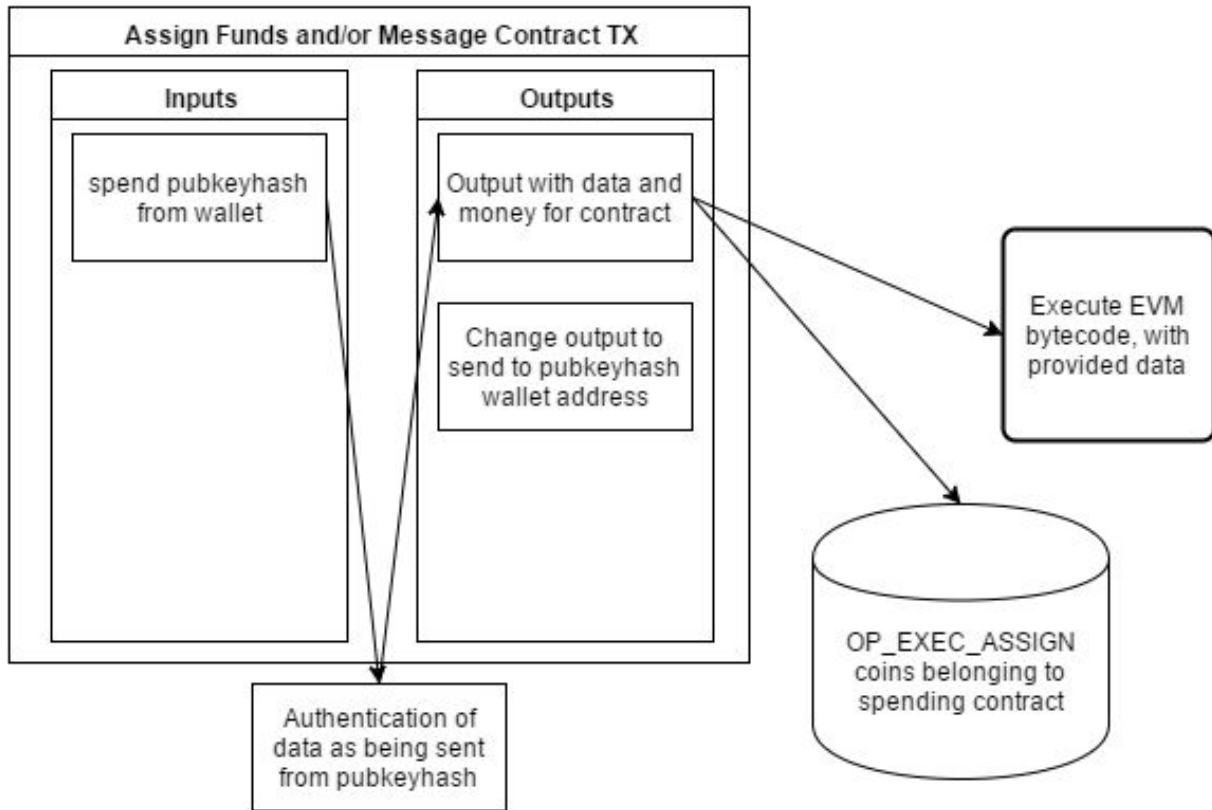 Assign Funds and/or Message Contract TX
Inputs
Outputs
spend pubkeyhash
from wallet
Output with data and
money for contract
Change output to
send to pubkeyhash
wallet address
Execute EVM
bytecode, with
provided data
OP_EXEC_ASSIGN
coins belonging to
spending contract
Authentication of
data as being sent
from pubkeyhash